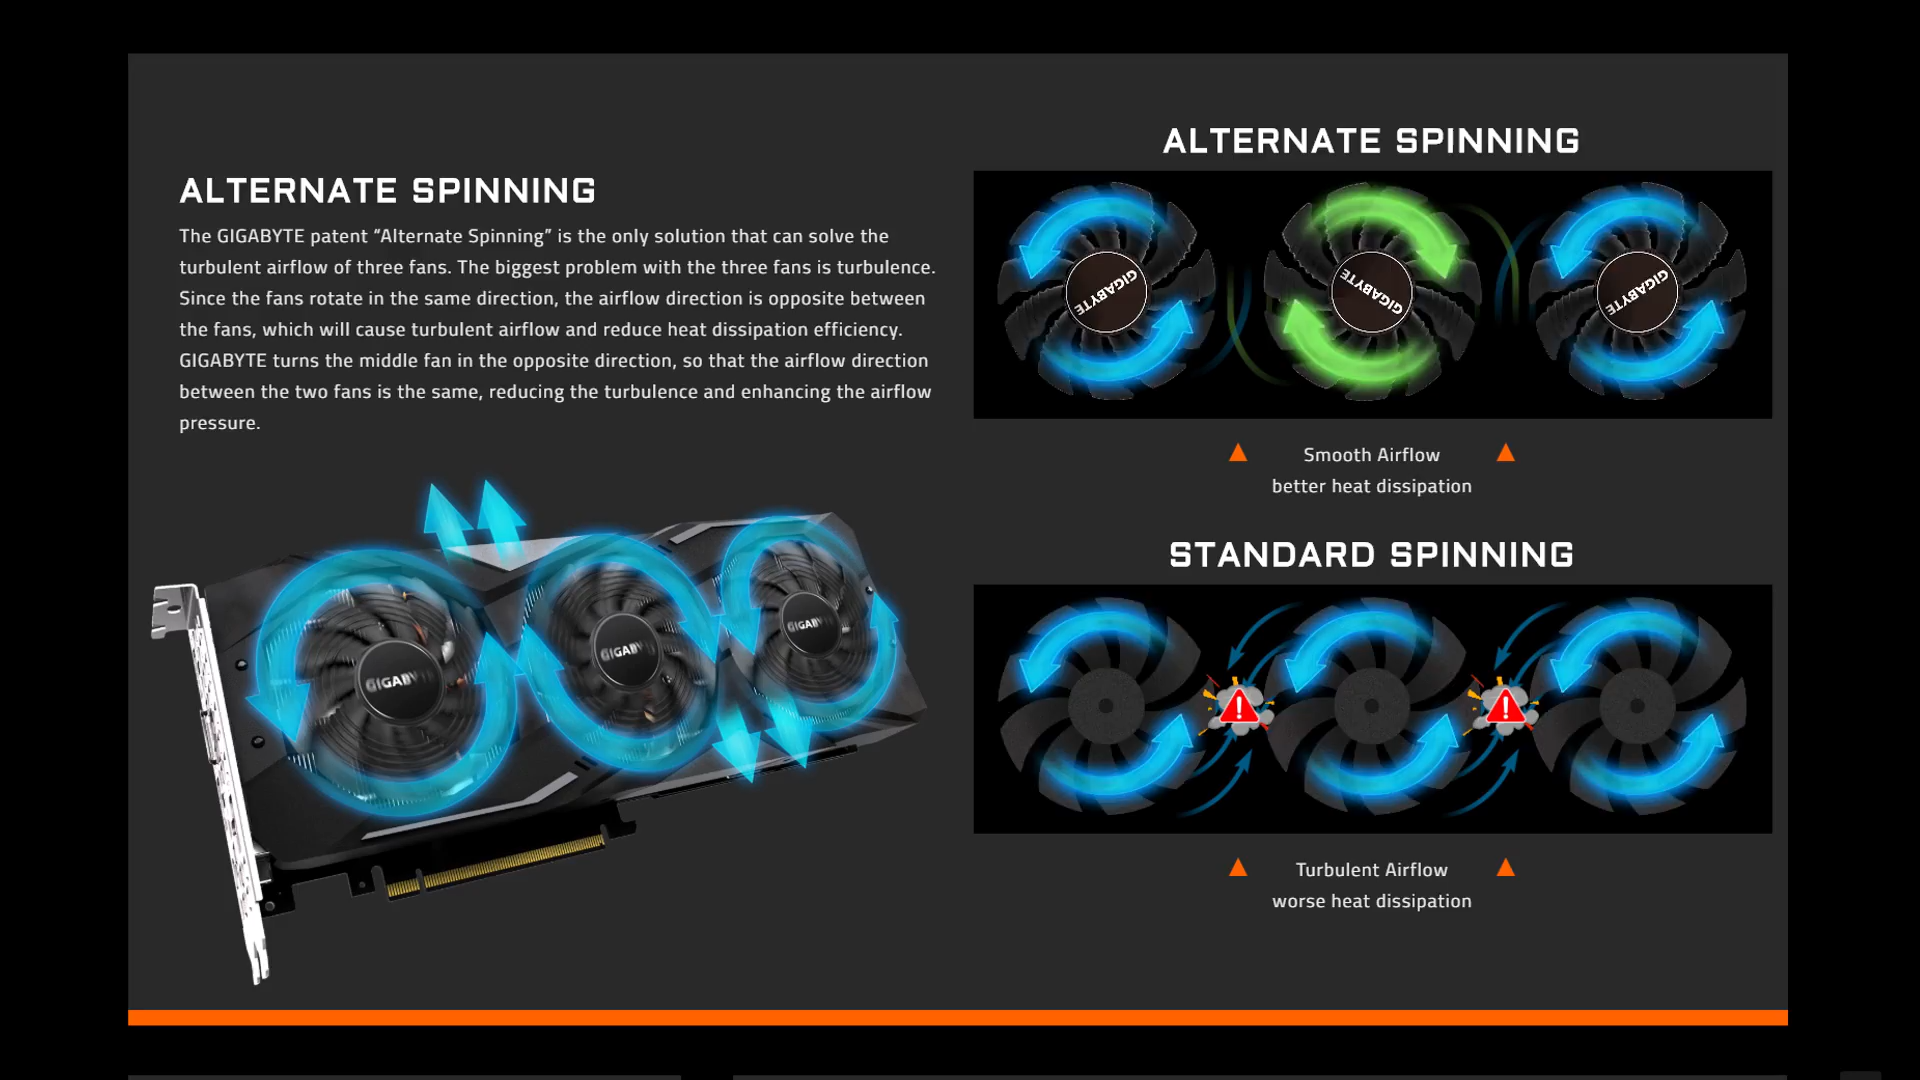 ALTERNATE SPINNING
The GIGABYTE patent “Alternate Spinning” is the only solution that can solve the
turbulent airflow of three fans. The biggest problem with the three fans is turbulence.
Since the fans rotate in the same direction, the airflow direction is opposite between
the fans, which will cause turbulent airflow and reduce heat dissipation efficiency.
GIGABYTE turns the middle fan in the opposite direction, so that the airflow direction
between the two fans is the same, reducing the turbulence and enhancing the airflow
pressure.
GIGABY
GIGABY
GIGABY
ALTERNATE SPINNING
GIGABYTE
GIGABYTE
GIGABYTE
Smooth Airflow
better heat dissipation
STANDARD SPINNING
!
!
Turbulent Airflow
worse heat dissipation